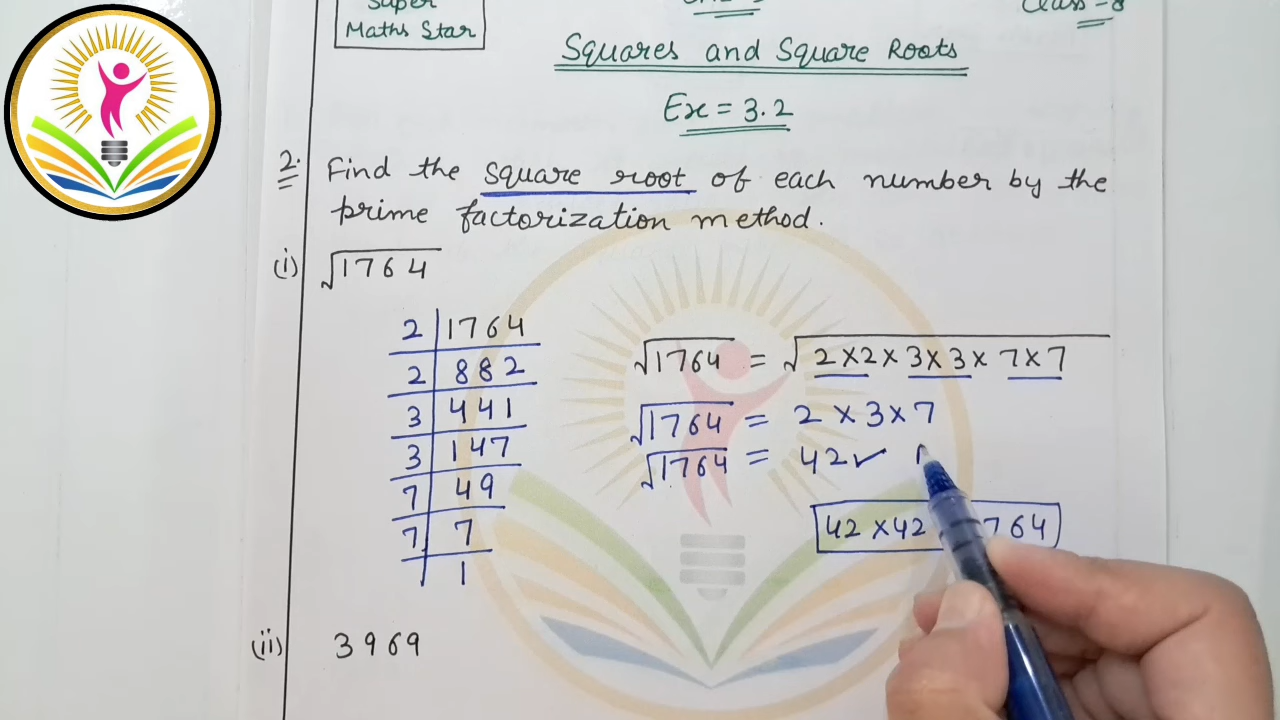 Super
Maths Star
Class - 8
Squares and Square Roots
Ex = 3.2
2. Find the square root of each number by the
prime factorization method.
(i) √1764
2 | 1764
2 | 882
3 | 441
3 | 147
7 | 49
7 | 7
1
√1764 = √2×2×3×3×7×7
√1764 = 2×3×7
√1764 = 42✓
42×42 764
(ii) 3969